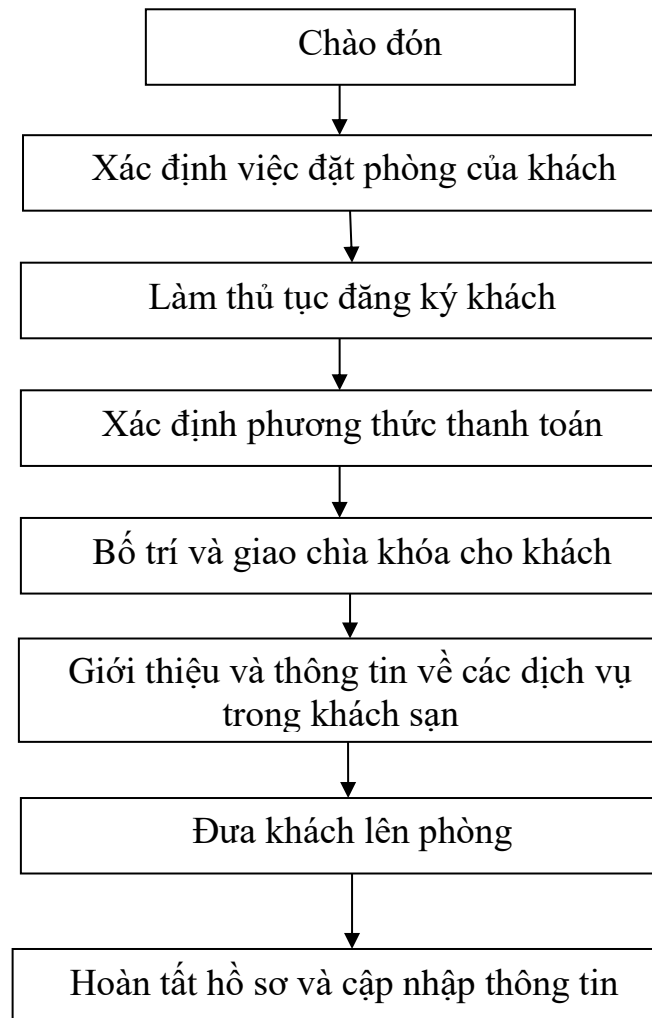 Chào đón
Xác định việc đặt phòng của khách
Làm thủ tục đăng ký khách
Xác định phương thức thanh toán
Bố trí và giao chìa khóa cho khách
Giới thiệu và thông tin về các dịch vụ
trong khách sạn
Đưa khách lên phòng
Hoàn tất hồ sơ và cập nhập thông tin